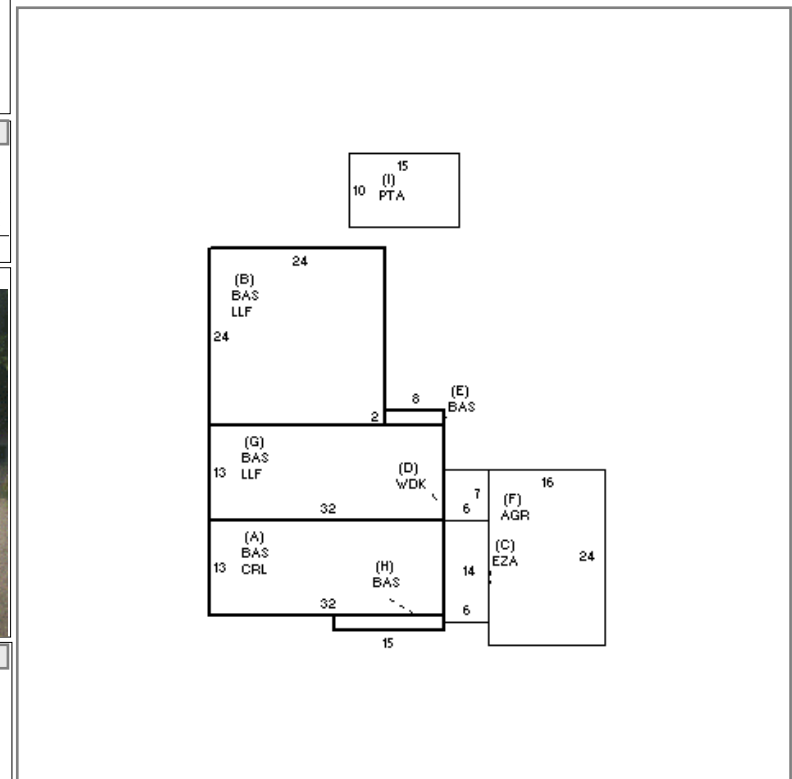 15
(I)
10 PTA
24
(B)
BAS
LLF
24
8
(E)
BAS
2
(G)
BAS
13 LLF
(D)
WDK
32
7
6
16
(F)
AGR
(A)
BAS
13 CRL
(H)
BAS
32
14
(C)
EZA
24
6
15